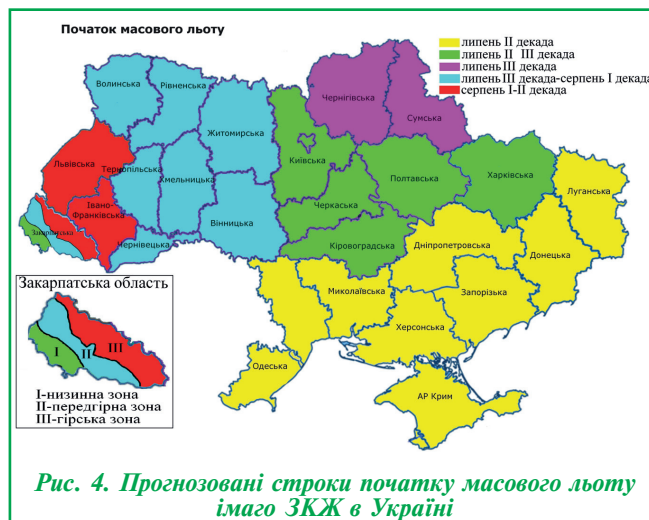 Початок масового льоту
липень II декада
липень II III декада
липень III декада
липень III декада-серпень I декада
серпень I-II декада
Волинська
Рівненська
Житомирська
Чернігівська
Сумська
Київська
Львівська
Тернопільська
Хмельницька
Полтавська
Харківська
Луганська
Івано-
Франківська
Черкаська
Вінницька
Закарпатська
Чернівецька
Кіровоградська
Дніпропетровська
Донецька
Миколаївська
Запорізька
Херсонська
Одеська
АР Крим
Закарпатська область
I
II
III
I-низинна зона
II-передгірна зона
III-гірська зона
Рис. 4. Прогнозовані строки початку масового льоту
імаго ЗКЖ в Україні